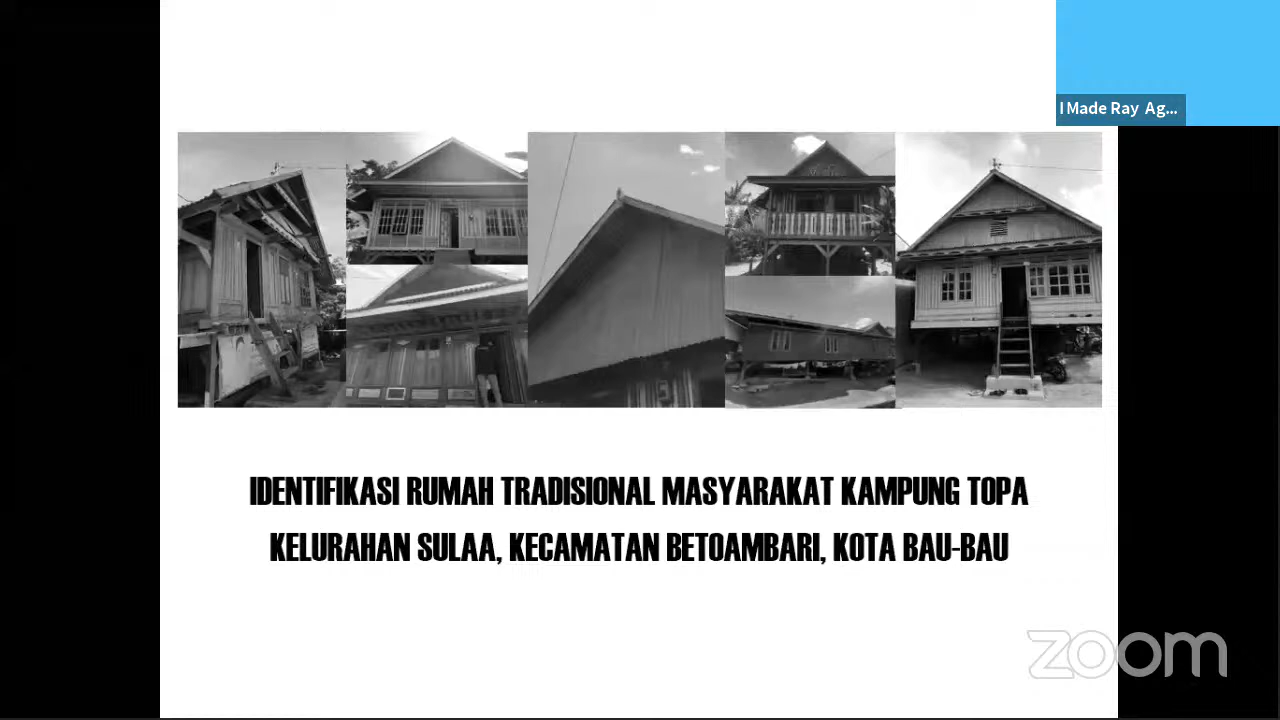 I Made Ray Ag...
IDENTIFIKASI RUMAH TRADISIONAL MASYARAKAT KAMPUNG TOPA
KELURAHAN SULAA, KECAMATAN BETOAMBARI, KOTA BAU-BAU
zoom